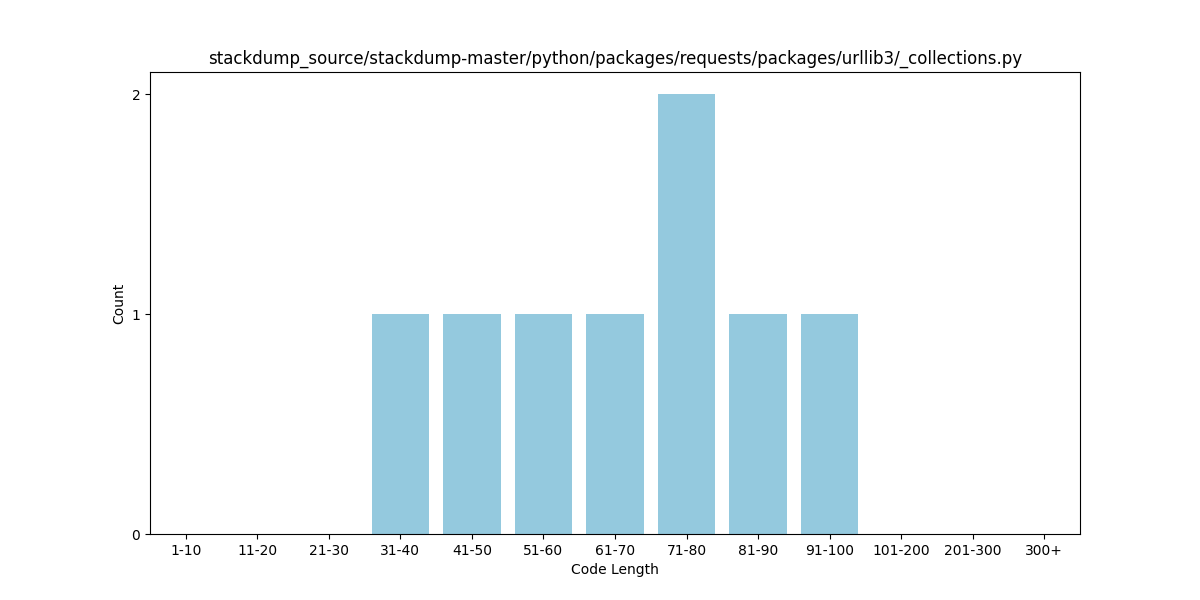 stackdump_source/stackdump-master/python/packages/requests/packages/urllib3/_collections.py
2
1
0
Count
1-10 11-20 21-30 31-40 41-50 51-60 61-70 71-80 81-90 91-100 101-200 201-300 300+
Code Length